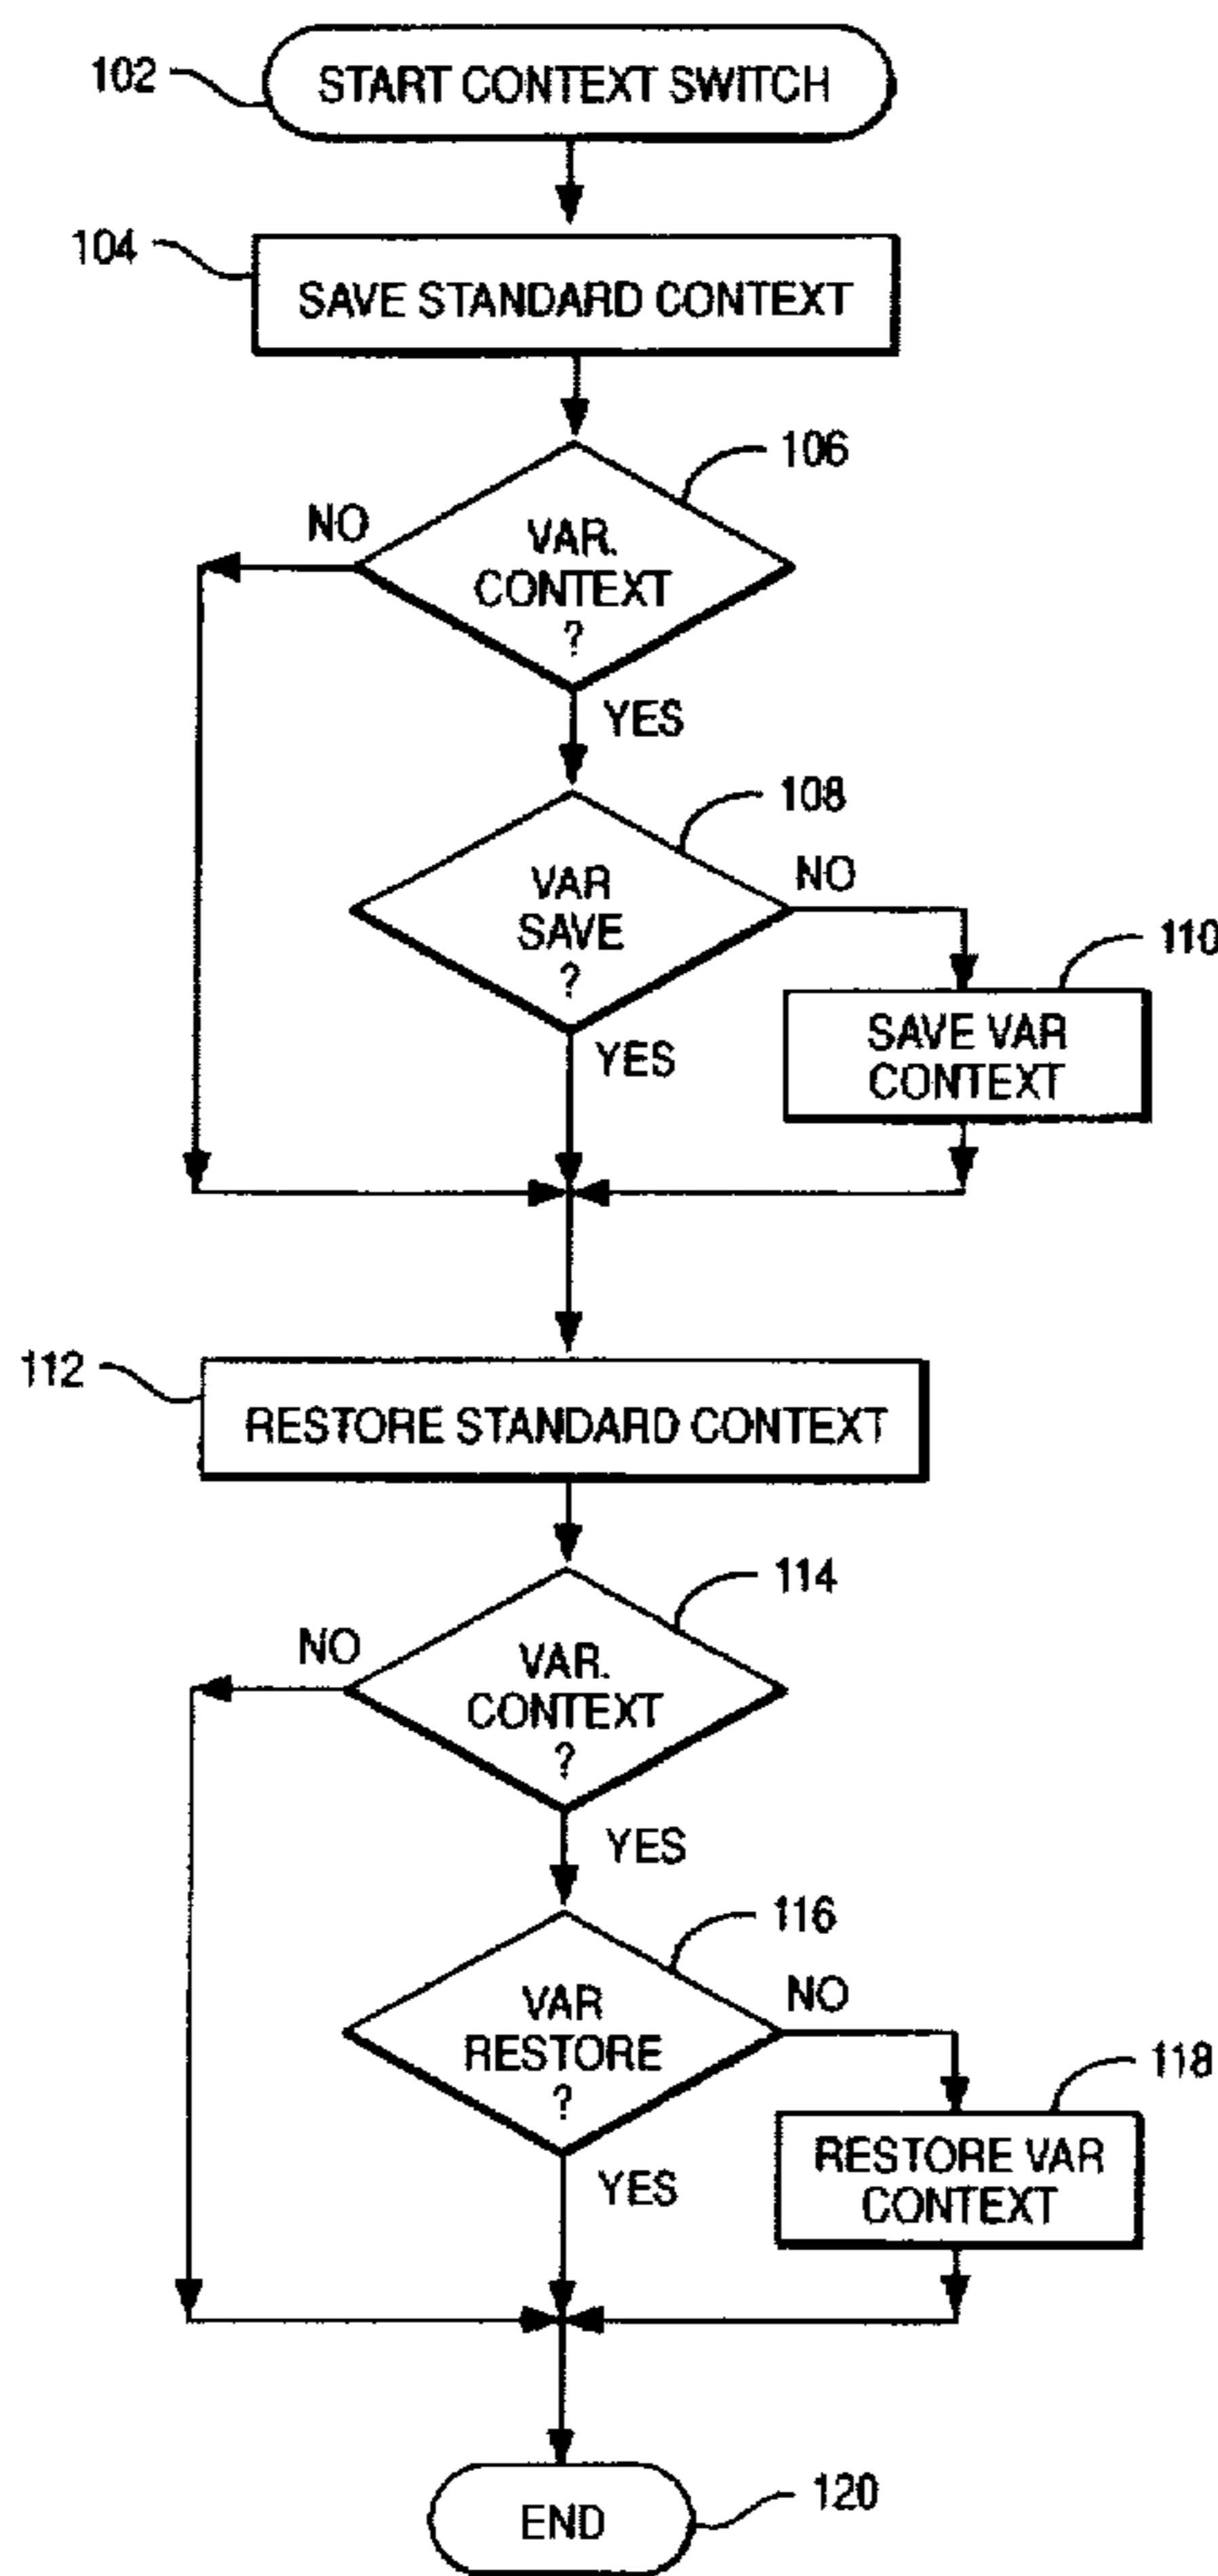 102
START CONTEXT SWITCH
104
SAVE STANDARD CONTEXT
106
NO
VAR.
CONTEXT
?
YES
108
VAR
SAVE
?
NO
YES
110
SAVE VAR
CONTEXT
112
RESTORE STANDARD CONTEXT
114
NO
VAR.
CONTEXT
?
YES
116
VAR
RESTORE
?
NO
YES
118
RESTORE VAR
CONTEXT
END
120